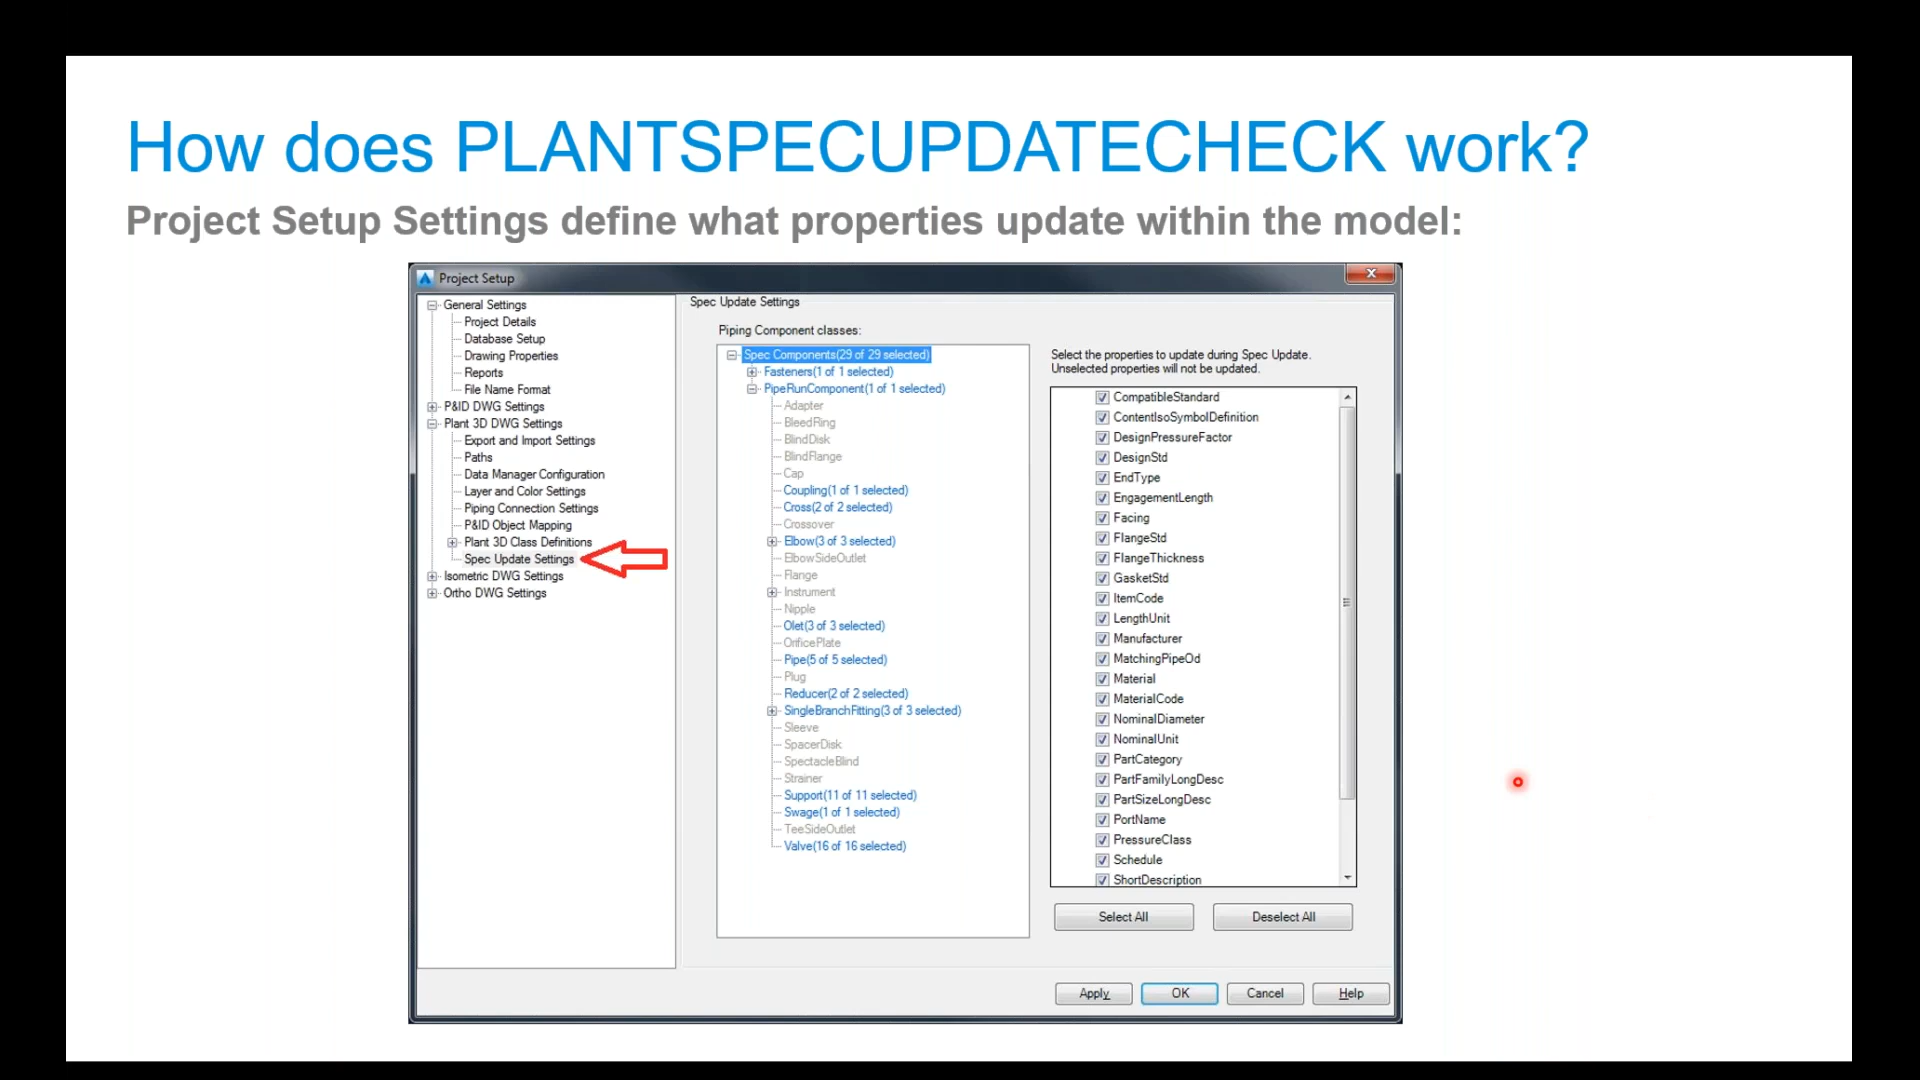 How does PLANTSPECUPDATECHECK work?
Project Setup Settings define what properties update within the model:
Project Setup
General Settings
Project Details
Database Setup
Drawing Properties
Reports
File Name Format
P&ID DWG Settings
Plant 3D DWG Settings
Export and Import Settings
Paths
Data Manager Configuration
Layer and Color Settings
Piping Connection Settings
P&ID Object Mapping
Plant 3D Class Definitions
Spec Update Settings
Isometric DWG Settings
Ortho DWG Settings
Spec Update Settings
Piping Component classes:
Spec Components(29 of 29 selected)
Fasteners(1 of 1 selected)
PipeRunComponent(1 of 1 selected)
Adapter
BleedRing
BlindDisk
BlindFlange
Cap
Coupling(1 of 1 selected)
Cross(2 of 2 selected)
Crossover
Elbow(3 of 3 selected)
ElbowSideOutlet
Flange
Instrument
Nipple
Olet(3 of 3 selected)
OrificePlate
Pipe(5 of 5 selected)
Plug
Reducer(2 of 2 selected)
SingleBranchFitting(3 of 3 selected)
Sleeve
SpacerDisk
SpectacleBlind
Strainer
Support(11 of 11 selected)
Swage(1 of 1 selected)
TeeSideOutlet
Valve(16 of 16 selected)
Select the properties to update during Spec Update.
Unselected properties will not be updated.
CompatibleStandard
ContentIsoSymbolDefinition
DesignPressureFactor
DesignStd
EndType
EngagementLength
Facing
FlangeStd
FlangeThickness
GasketStd
ItemCode
LengthUnit
Manufacturer
MatchingPipeOd
Material
MaterialCode
NominalDiameter
NominalUnit
PartCategory
PartFamilyLongDesc
PartSizeLongDesc
PortName
PressureClass
Schedule
ShortDescription
Select All
Deselect All
Apply
OK
Cancel
Help